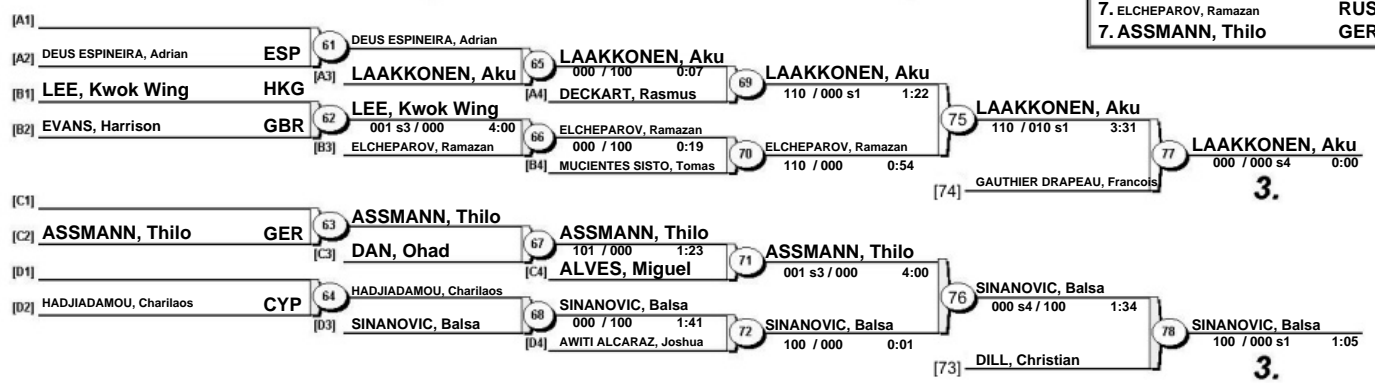 7. ELCHEPAROV, Ramazan RUS
7. ASSMANN, Thilo GER
[A1]
[A2] DEUS ESPINEIRA, Adrian ESP
61
DEUS ESPINEIRA, Adrian
[A3] LAAKKONEN, Aku
65
LAAKKONEN, Aku
000 / 100 0:07
[A4] DECKART, Rasmus
69
LAAKKONEN, Aku
110 / 000 s1 1:22
[B1] LEE, Kwok Wing HKG
[B2] EVANS, Harrison GBR
62
LEE, Kwok Wing
001 s3 / 000 4:00
[B3] ELCHEPAROV, Ramazan
66
ELCHEPAROV, Ramazan
000 / 100 0:19
[B4] MUCIENTES SISTO, Tomas
70
ELCHEPAROV, Ramazan
110 / 000 0:54
75
LAAKKONEN, Aku
110 / 010 s1 3:31
[74] GAUTHIER DRAPEAU, Francois
77
LAAKKONEN, Aku
000 / 000 s4 0:00
3.
[C1]
[C2] ASSMANN, Thilo GER
63
ASSMANN, Thilo
[C3] DAN, Ohad
67
ASSMANN, Thilo
101 / 000 1:23
[C4] ALVES, Miguel
71
ASSMANN, Thilo
001 s3 / 000 4:00
[D1]
[D2] HADJIADAMOU, Charilaos CYP
64
HADJIADAMOU, Charilaos
[D3] SINANOVIC, Balsa
68
SINANOVIC, Balsa
000 / 100 1:41
[D4] AWITI ALCARAZ, Joshua
72
SINANOVIC, Balsa
100 / 000 0:01
76
SINANOVIC, Balsa
000 s4 / 100 1:34
[73] DILL, Christian
78
SINANOVIC, Balsa
100 / 000 s1 1:05
3.